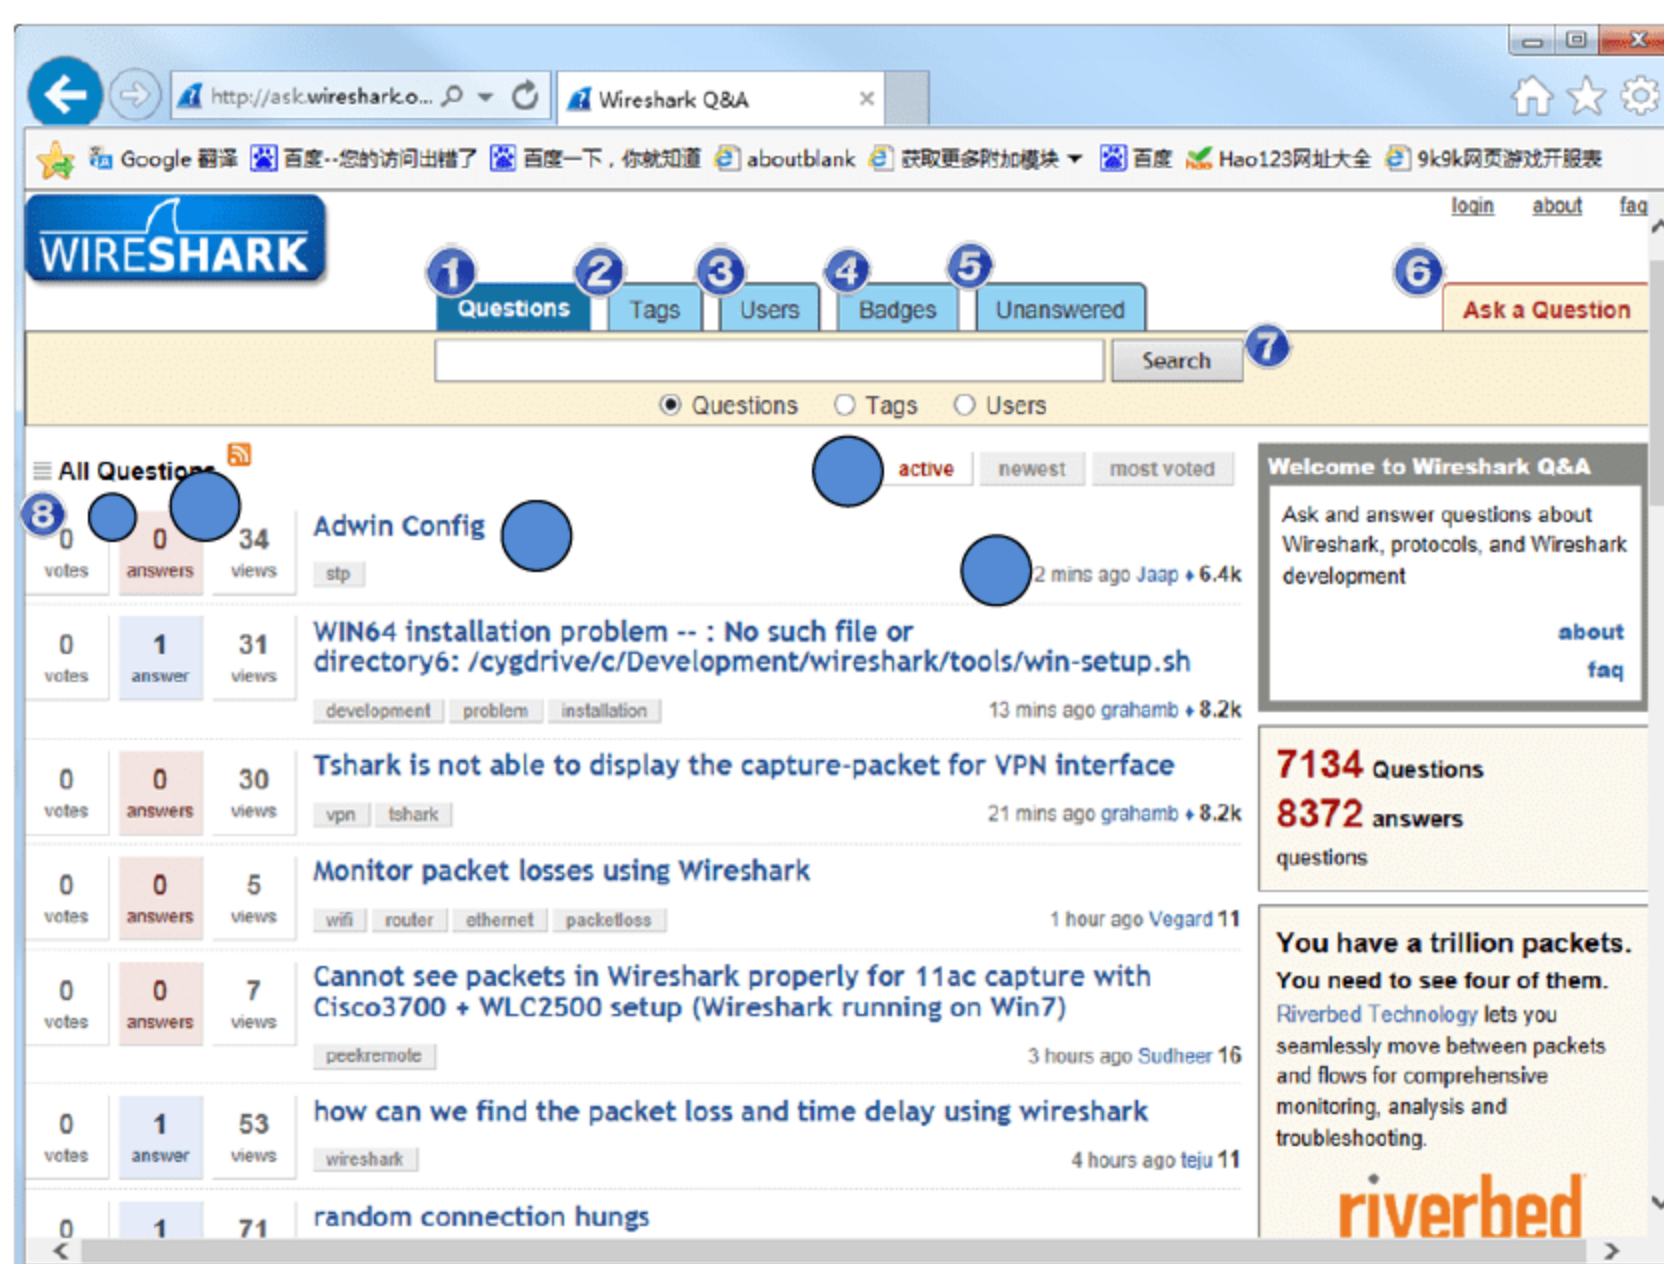 http://ask.wireshark.o...
Wireshark Q&A
Google 翻译 百度--您的访问出错了 百度一下，你就知道 aboutblank 获取更多附加模块 百度 Hao123网址大全 9k9k网页游戏开服表
login about faq
WIRESHARK
1 2 3 4 5 6
Questions Tags Users Badges Unanswered Ask a Question
Search 7
Questions Tags Users
All Questions
active newest most voted
8
0 votes 0 answers 34 views
Adwin Config
stp
2 mins ago Jaap ♦ 6.4k
0 votes 1 answer 31 views
WIN64 installation problem -- : No such file or
directory6: /cygdrive/c/Development/wireshark/tools/win-setup.sh
development problem installation
13 mins ago grahamb ♦ 8.2k
0 votes 0 answers 30 views
Tshark is not able to display the capture-packet for VPN interface
vpn tshark
21 mins ago grahamb ♦ 8.2k
0 votes 0 answers 5 views
Monitor packet losses using Wireshark
wifi router ethernet packetloss
1 hour ago Vegard 11
0 votes 0 answers 7 views
Cannot see packets in Wireshark properly for 11ac capture with
Cisco3700 + WLC2500 setup (Wireshark running on Win7)
peekremote
3 hours ago Sudheer 16
0 votes 1 answer 53 views
how can we find the packet loss and time delay using wireshark
wireshark
4 hours ago teju 11
0 1 71
random connection hungs
Welcome to Wireshark Q&A
Ask and answer questions about
Wireshark, protocols, and Wireshark
development
about
faq
7134 Questions
8372 answers
questions
You have a trillion packets.
You need to see four of them.
Riverbed Technology lets you
seamlessly move between packets
and flows for comprehensive
monitoring, analysis and
troubleshooting.
riverbed